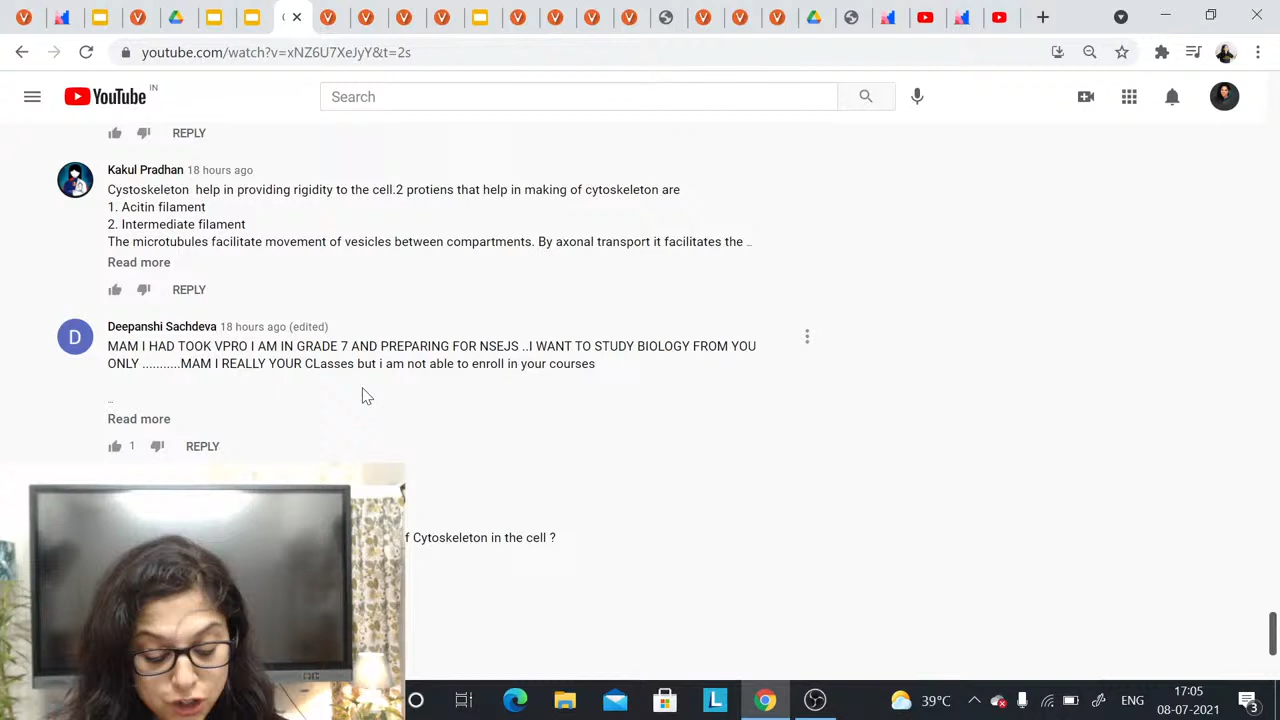 youtube.com/watch?v=xNZ6U7XeJyY&t=2s
YouTube IN
Search
REPLY
Kakul Pradhan 18 hours ago
Cystoskeleton help in providing rigidity to the cell.2 protiens that help in making of cytoskeleton are
1. Acitin filament
2. Intermediate filament
The microtubules facilitate movement of vesicles between compartments. By axonal transport it facilitates the ...
Read more
REPLY
D
Deepanshi Sachdeva 18 hours ago (edited)
MAM I HAD TOOK VPRO I AM IN GRADE 7 AND PREPARING FOR NSEJS ..I WANT TO STUDY BIOLOGY FROM YOU
ONLY ...........MAM I REALLY YOUR CLasses but i am not able to enroll in your courses
...
Read more
1 REPLY
f Cytoskeleton in the cell ?
L
39°C
ENG
17:05
08-07-2021
3